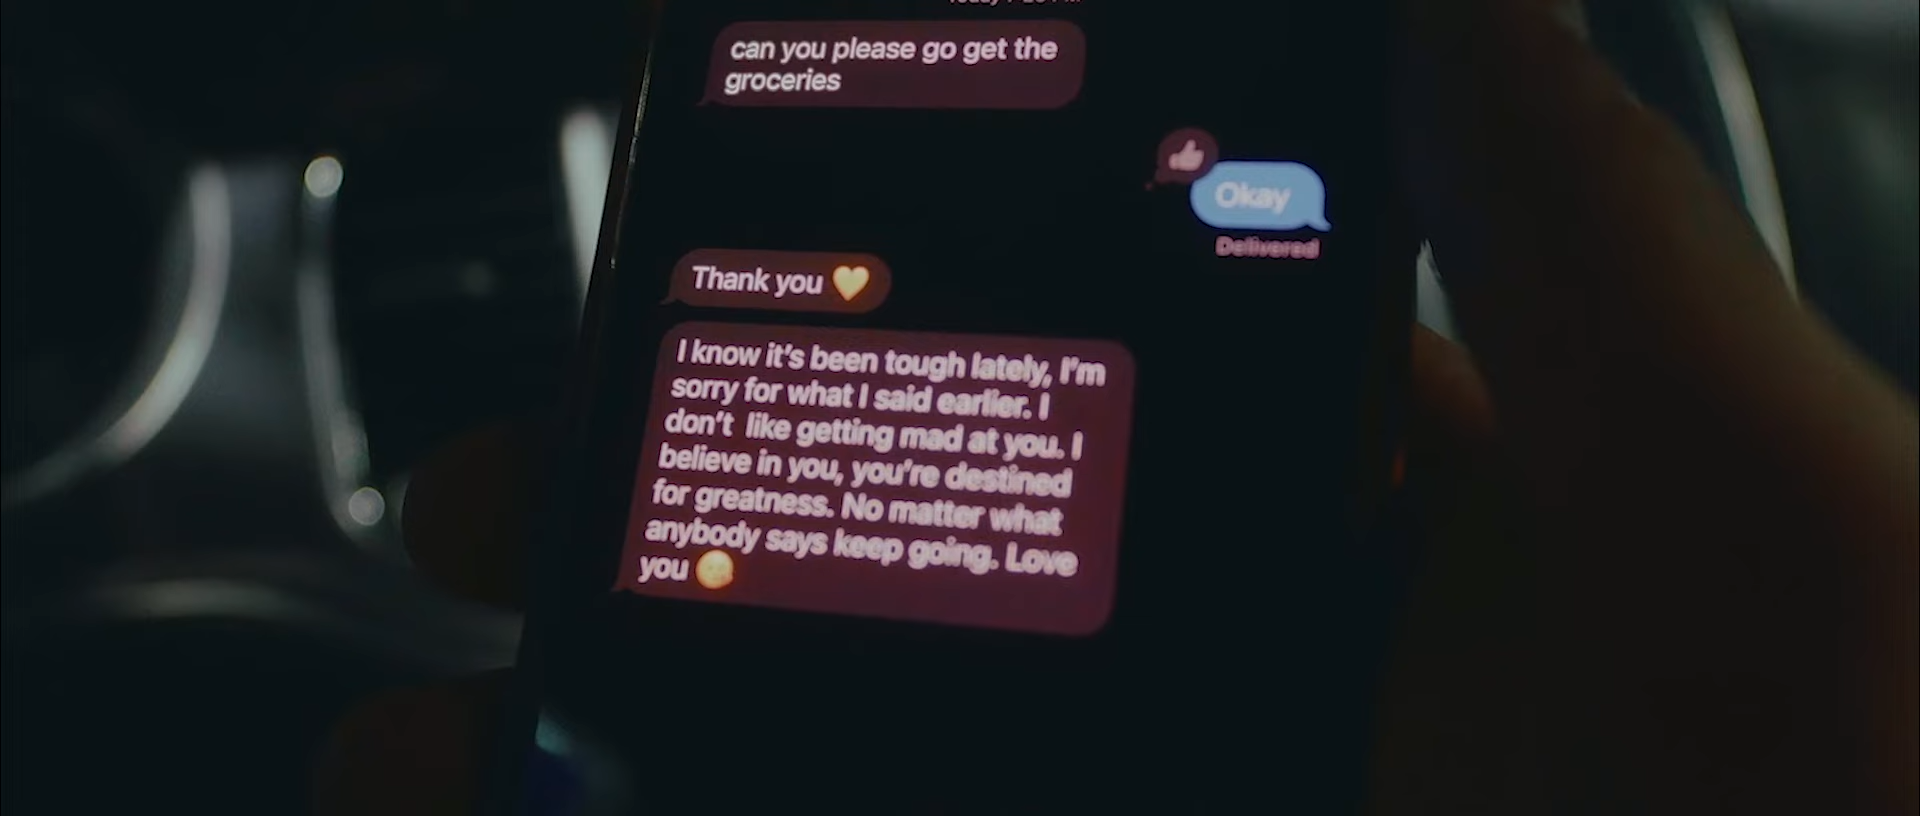 can you please go get the
groceries
Okay
Delivered
Thank you 💛
I know it's been tough lately, I'm
sorry for what I said earlier. I
don't  like getting mad at you. I
believe in you, you're destined
for greatness. No matter what
anybody says keep going. Love
you 😊